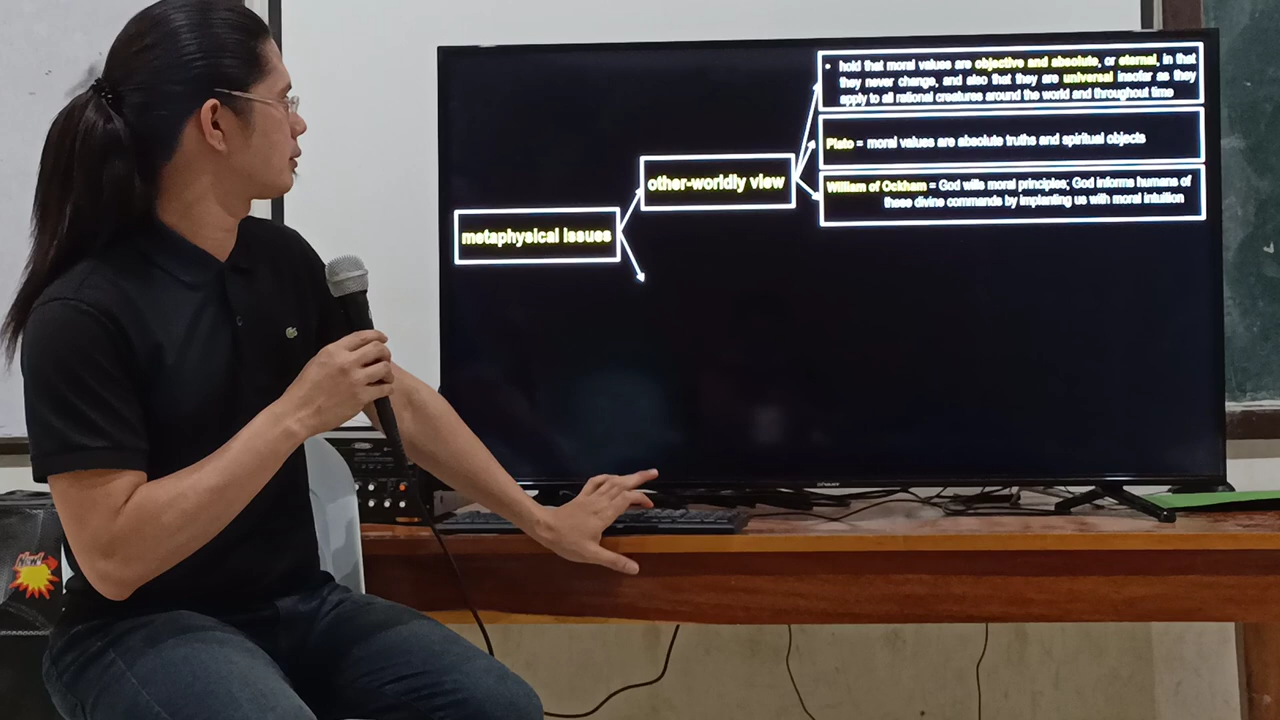 metaphysical issues
other-worldly view
• hold that moral values are objective and absolute, or eternal, in that
they never change, and also that they are universal insofar as they
apply to all rational creatures around the world and throughout time
Plato = moral values are absolute truths and spiritual objects
William of Ockham = God wills moral principles; God informs humans of
these divine commands by implanting us with moral intuition